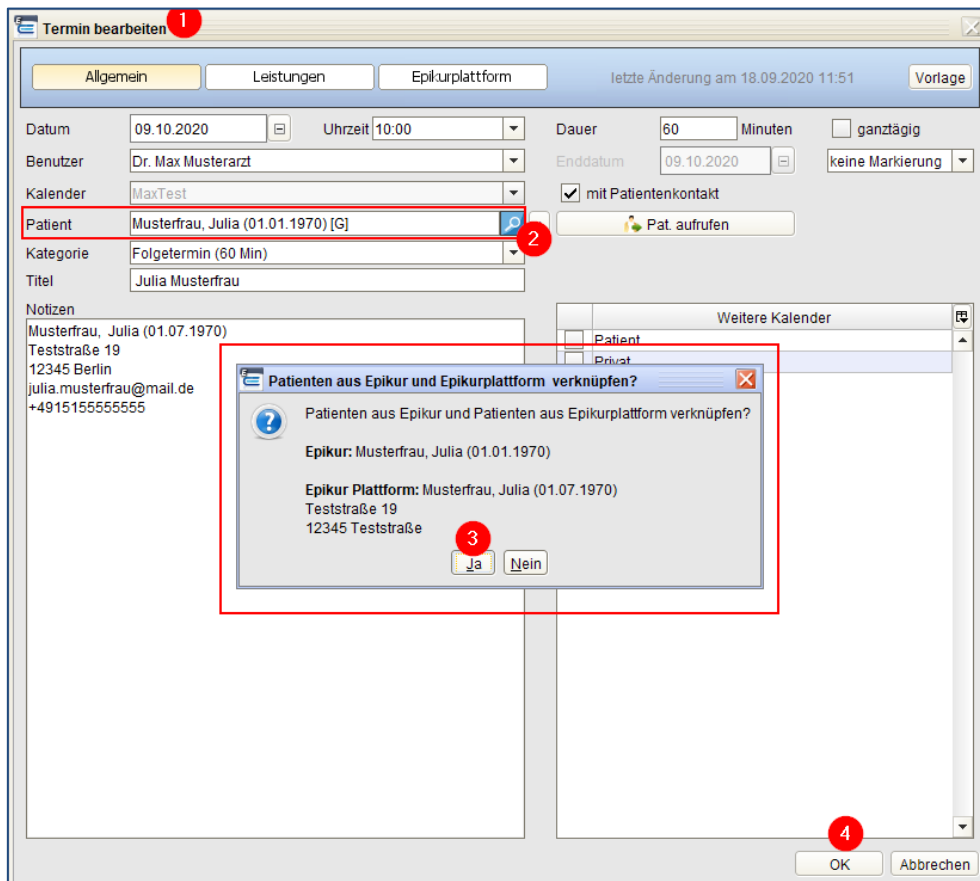 Termin bearbeiten 1
Allgemein Leistungen Epikurplattform letzte Änderung am 18.09.2020 11:51 Vorlage
Datum 09.10.2020 Uhrzeit 10:00 Dauer 60 Minuten ganztägig
Benutzer Dr. Max Musterarzt Enddatum 09.10.2020 keine Markierung
Kalender MaxTest mit Patientenkontakt
Patient Musterfrau, Julia (01.01.1970) [G] 2 Pat. aufrufen
Kategorie Folgetermin (60 Min)
Titel Julia Musterfrau
Notizen
Musterfrau, Julia (01.07.1970)
Teststraße 19
12345 Berlin
julia.musterfrau@mail.de
+4915155555555
Weitere Kalender
Patient
Privat
Patienten aus Epikur und Epikurplattform verknüpfen?
Patienten aus Epikur und Patienten aus Epikurplattform verknüpfen?
Epikur: Musterfrau, Julia (01.01.1970)
Epikur Plattform: Musterfrau, Julia (01.07.1970)
Teststraße 19
12345 Teststraße
3
Ja Nein
4
OK Abbrechen